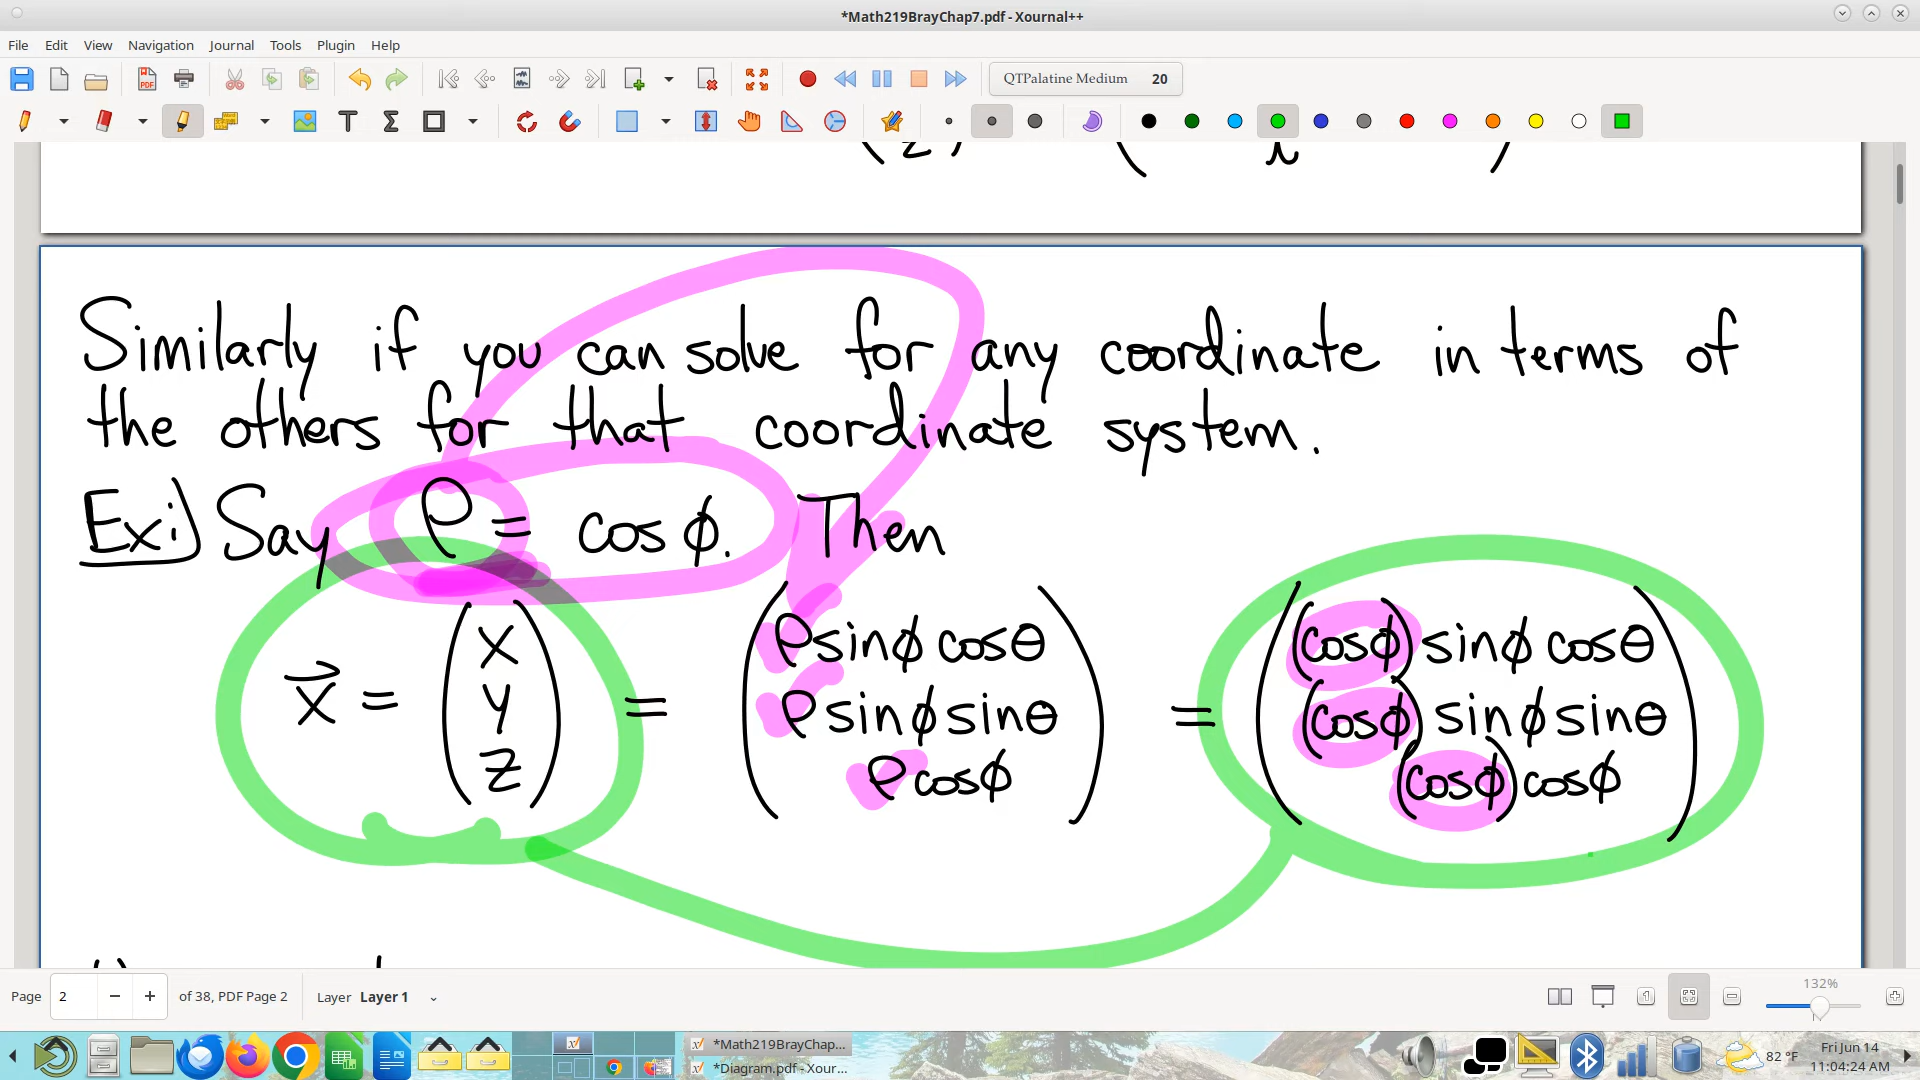 *Math219BrayChap7.pdf - Xournal++
File Edit View Navigation Journal Tools Plugin Help
QTPalatine Medium 20
Similarly if you can solve for any coordinate in terms of
the others for that coordinate system.
Ex:) Say ρ = cos ϕ. Then
x⃗ = (x y z) = (ρ sinϕ cosθ, ρ sinϕ sinθ, ρ cosϕ) = ((cosϕ) sinϕ cosθ, (cosϕ) sinϕ sinθ, (cosϕ) cosϕ)
Page 2 of 38, PDF Page 2 Layer Layer 1 132%
*Math219BrayChap...
*Diagram.pdf - Xour...
82 °F
Fri Jun 14
11:04:24 AM